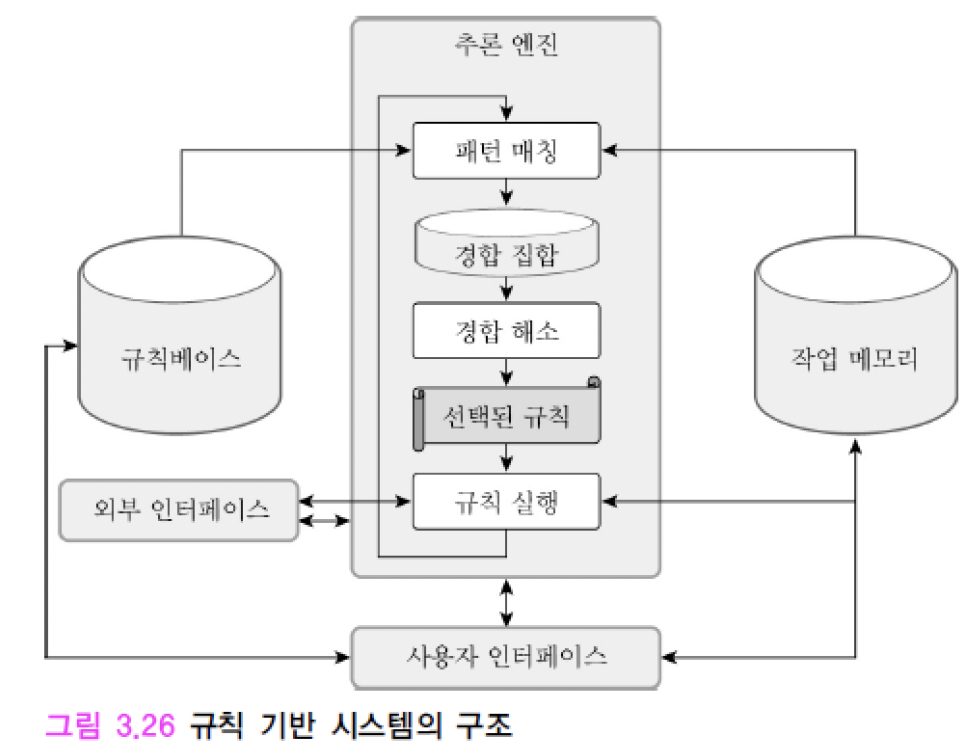 추론 엔진
패턴 매칭
경합 집합
경합 해소
규칙베이스
작업 메모리
선택된 규칙
외부 인터페이스
규칙 실행
사용자 인터페이스
그림 3.26 규칙 기반 시스템의 구조